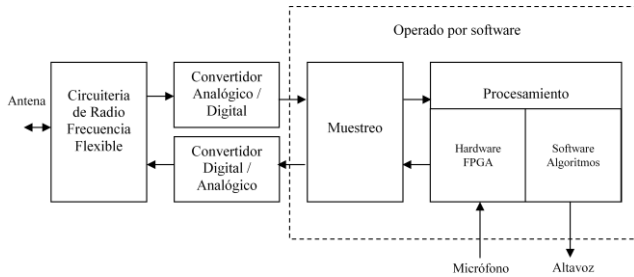 Operado por software
Antena
Circuiteria
de Radio
Frecuencia
Flexible
Convertidor
Analógico /
Digital
Convertidor
Digital /
Analógico
Muestreo
Procesamiento
Hardware
FPGA
Software
Algoritmos
Micrófono
Altavoz